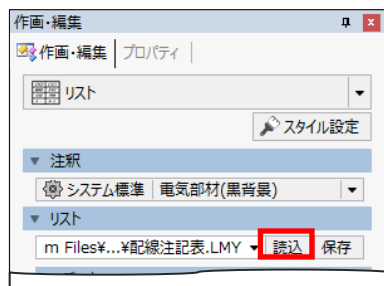 作画・編集
作画・編集 プロパティ
リスト
スタイル設定
注釈
システム標準 電気部材(黒背景)
リスト
m Files¥...¥配線注記表.LMY 読込 保存